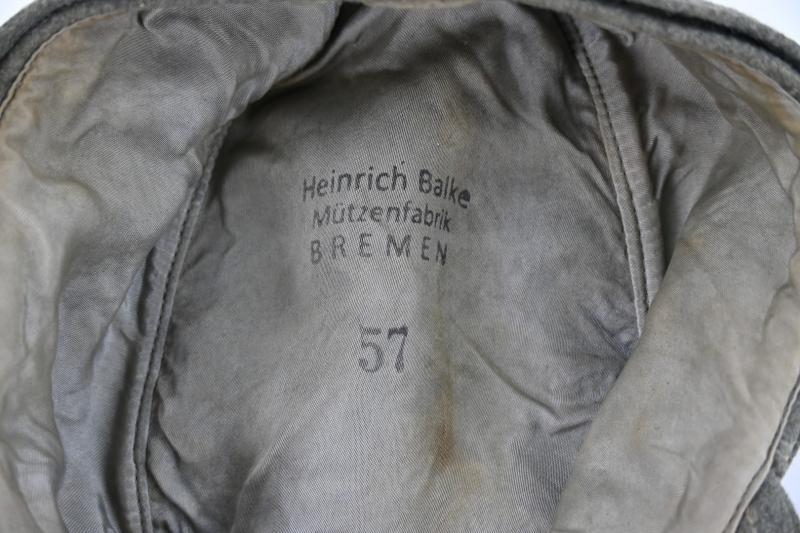 Heinrich Balke
Mützenfabrik
BREMEN
57